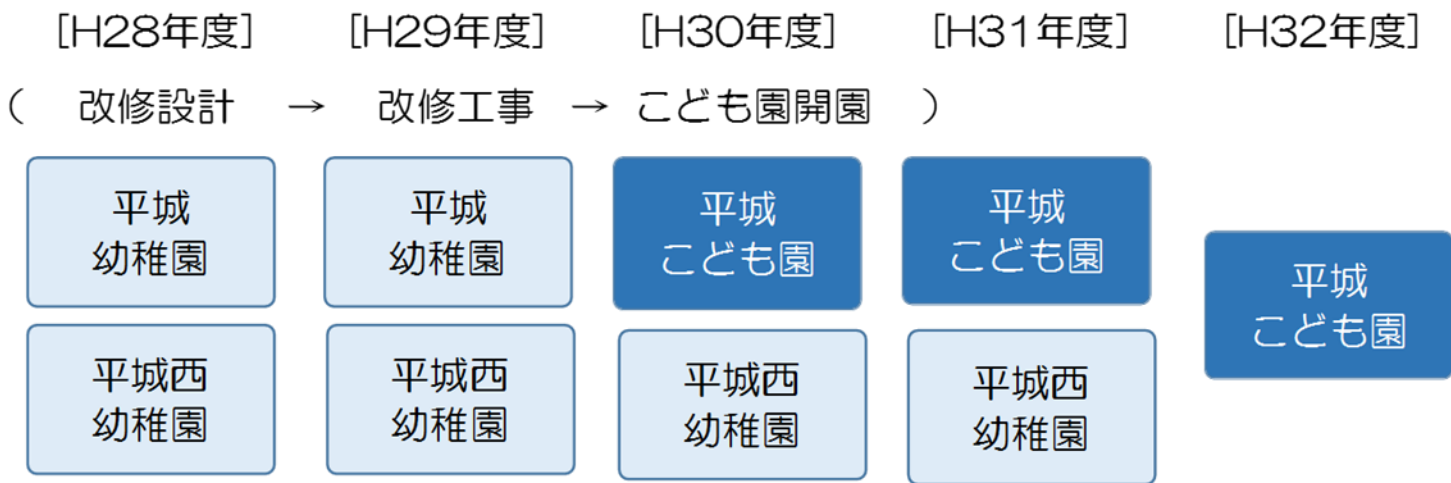 [H28年度] [H29年度] [H30年度] [H31年度] [H32年度]
( 改修設計 → 改修工事 → こども園開園 )
平城
幼稚園
平城
幼稚園
平城
こども園
平城
こども園
平城
こども園
平城西
幼稚園
平城西
幼稚園
平城西
幼稚園
平城西
幼稚園